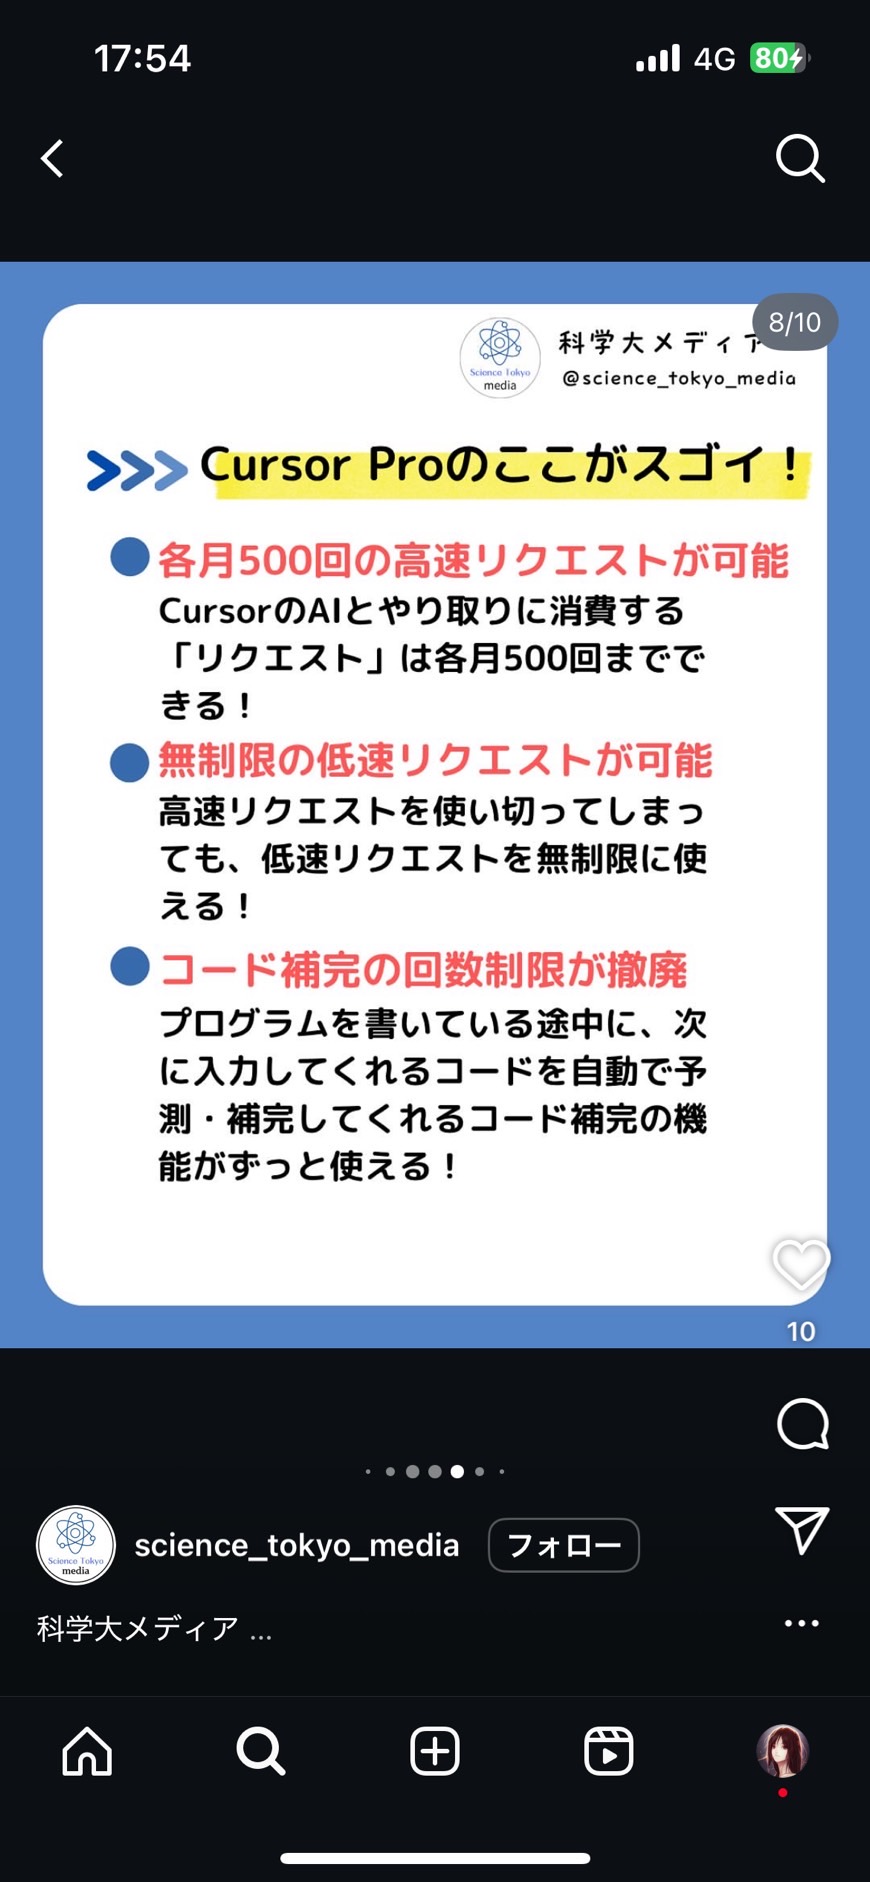 17:54
4G
80
8/10
科学大メディア
Science Tokyo
media
@science_tokyo_media
Cursor Proのここがスゴイ！
各月500回の高速リクエストが可能
CursorのAIとやり取りに消費する
「リクエスト」は各月500回までで
きる！
無制限の低速リクエストが可能
高速リクエストを使い切ってしまっ
ても、低速リクエストを無制限に使
える！
コード補完の回数制限が撤廃
プログラムを書いている途中に、次
に入力してくれるコードを自動で予
測・補完してくれるコード補完の機
能がずっと使える！
10
Science Tokyo
media
science_tokyo_media
フォロー
科学大メディア ...